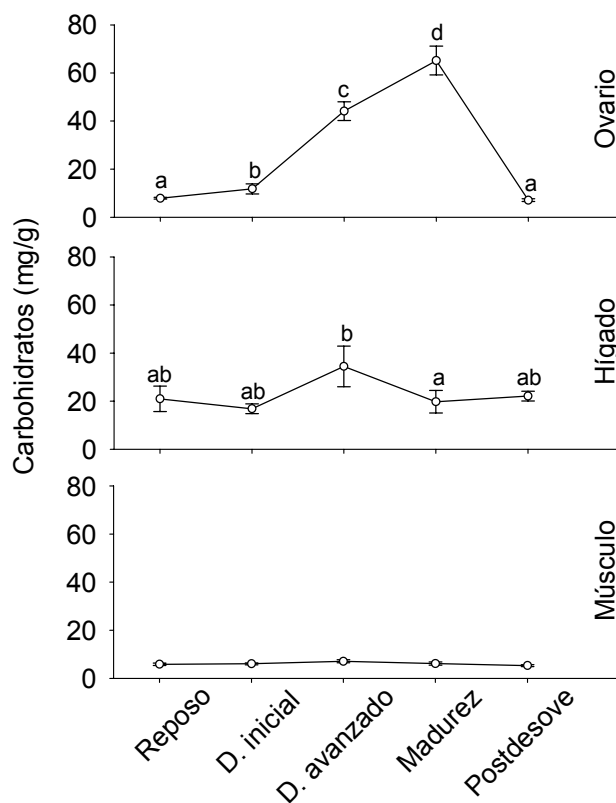 Carbohidratos (mg/g)
80
60
40
20
0
a
b
c
d
a
Ovario
80
60
40
20
0
ab
ab
b
a
ab
Hígado
80
60
40
20
0
Músculo
Reposo
D. inicial
D. avanzado
Madurez
Postdesove